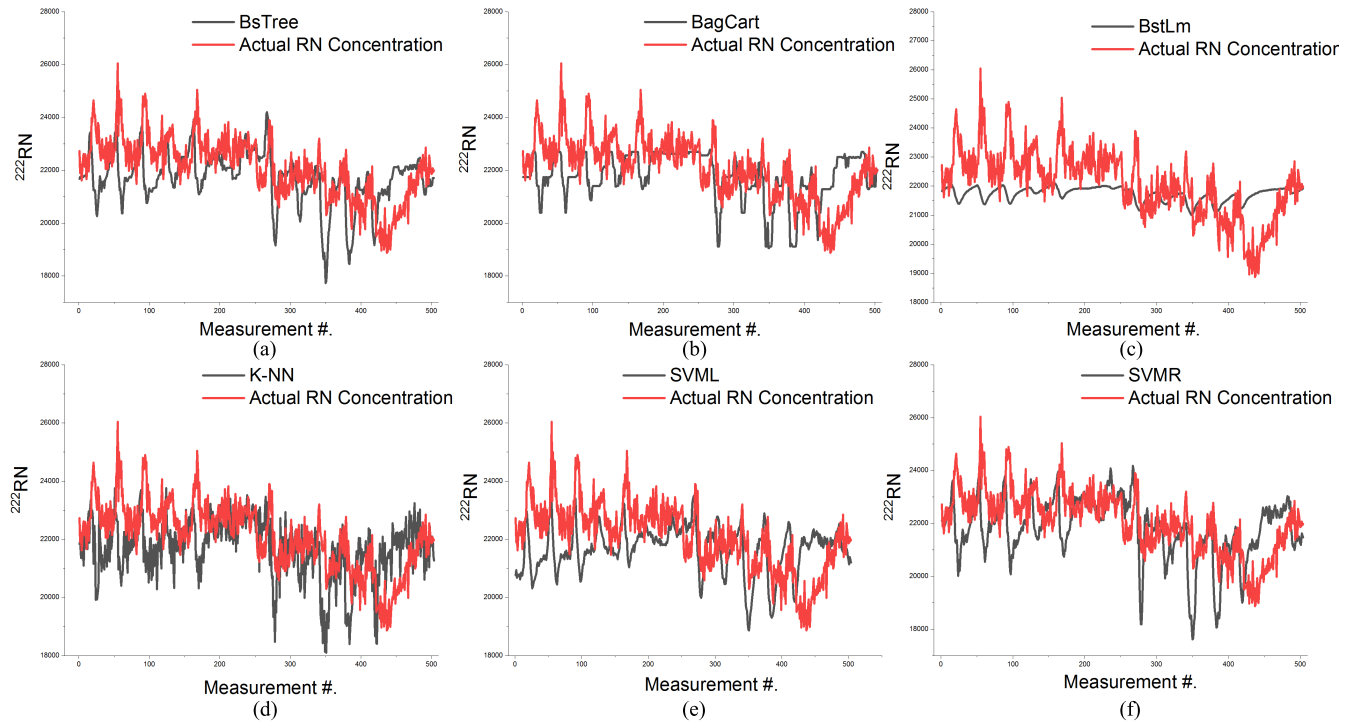 28000
26000
24000
22000
20000
18000
0
100
200
300
400
500
BsTree
Actual RN Concentration
222RN
Measurement #.
(a)
28000
26000
24000
22000
20000
18000
0
100
200
300
400
500
BagCart
Actual RN Concentration
222RN
Measurement #.
(b)
28000
27000
26000
25000
24000
23000
22000
21000
20000
19000
18000
0
100
200
300
400
500
BstLm
Actual RN Concentration
222RN
Measurement #.
(c)
28000
26000
24000
22000
20000
18000
0
100
200
300
400
500
K-NN
Actual RN Concentration
222RN
Measurement #.
(d)
28000
26000
24000
22000
20000
18000
0
100
200
300
400
500
SVML
Actual RN Concentration
222RN
Measurement #.
(e)
28000
26000
24000
22000
20000
18000
0
100
200
300
400
500
SVMR
Actual RN Concentration
222RN
Measurement #.
(f)